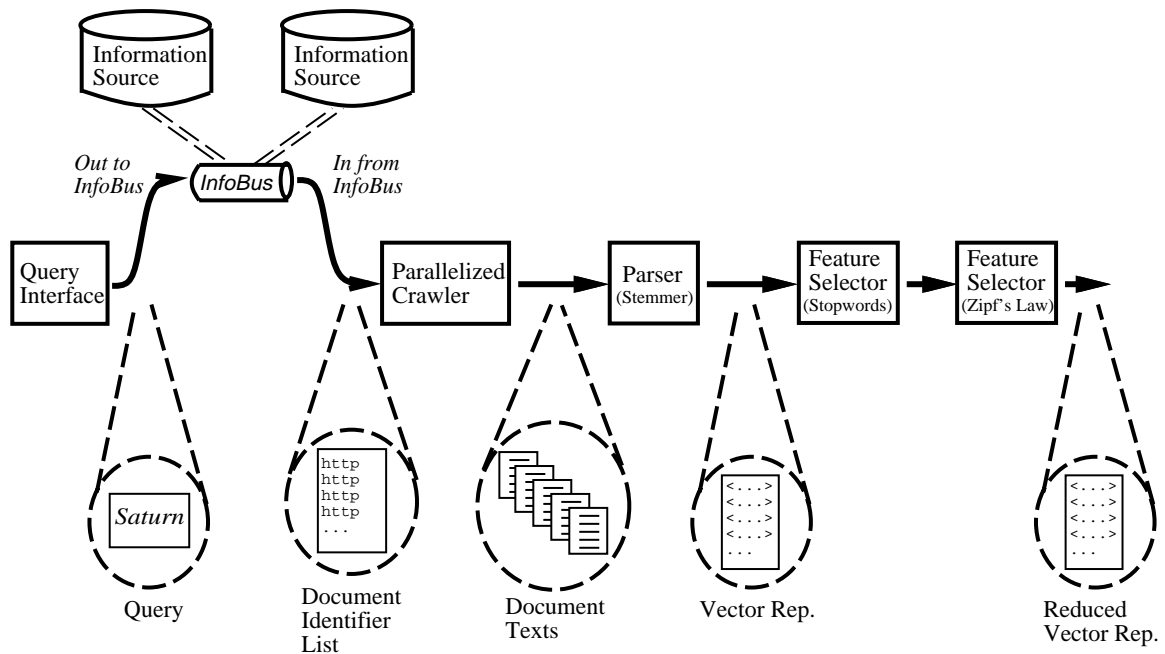 Information
Source
Information
Source
Out to
InfoBus
InfoBus
In from
InfoBus
Query
Interface
Parallelized
Crawler
Parser
(Stemmer)
Feature
Selector
(Stopwords)
Feature
Selector
(Zipf's Law)
Saturn
http
http
http
http
...
<...>
<...>
<...>
<...>
...
<...>
<...>
<...>
<...>
...
Query
Document
Identifier
List
Document
Texts
Vector Rep.
Reduced
Vector Rep.